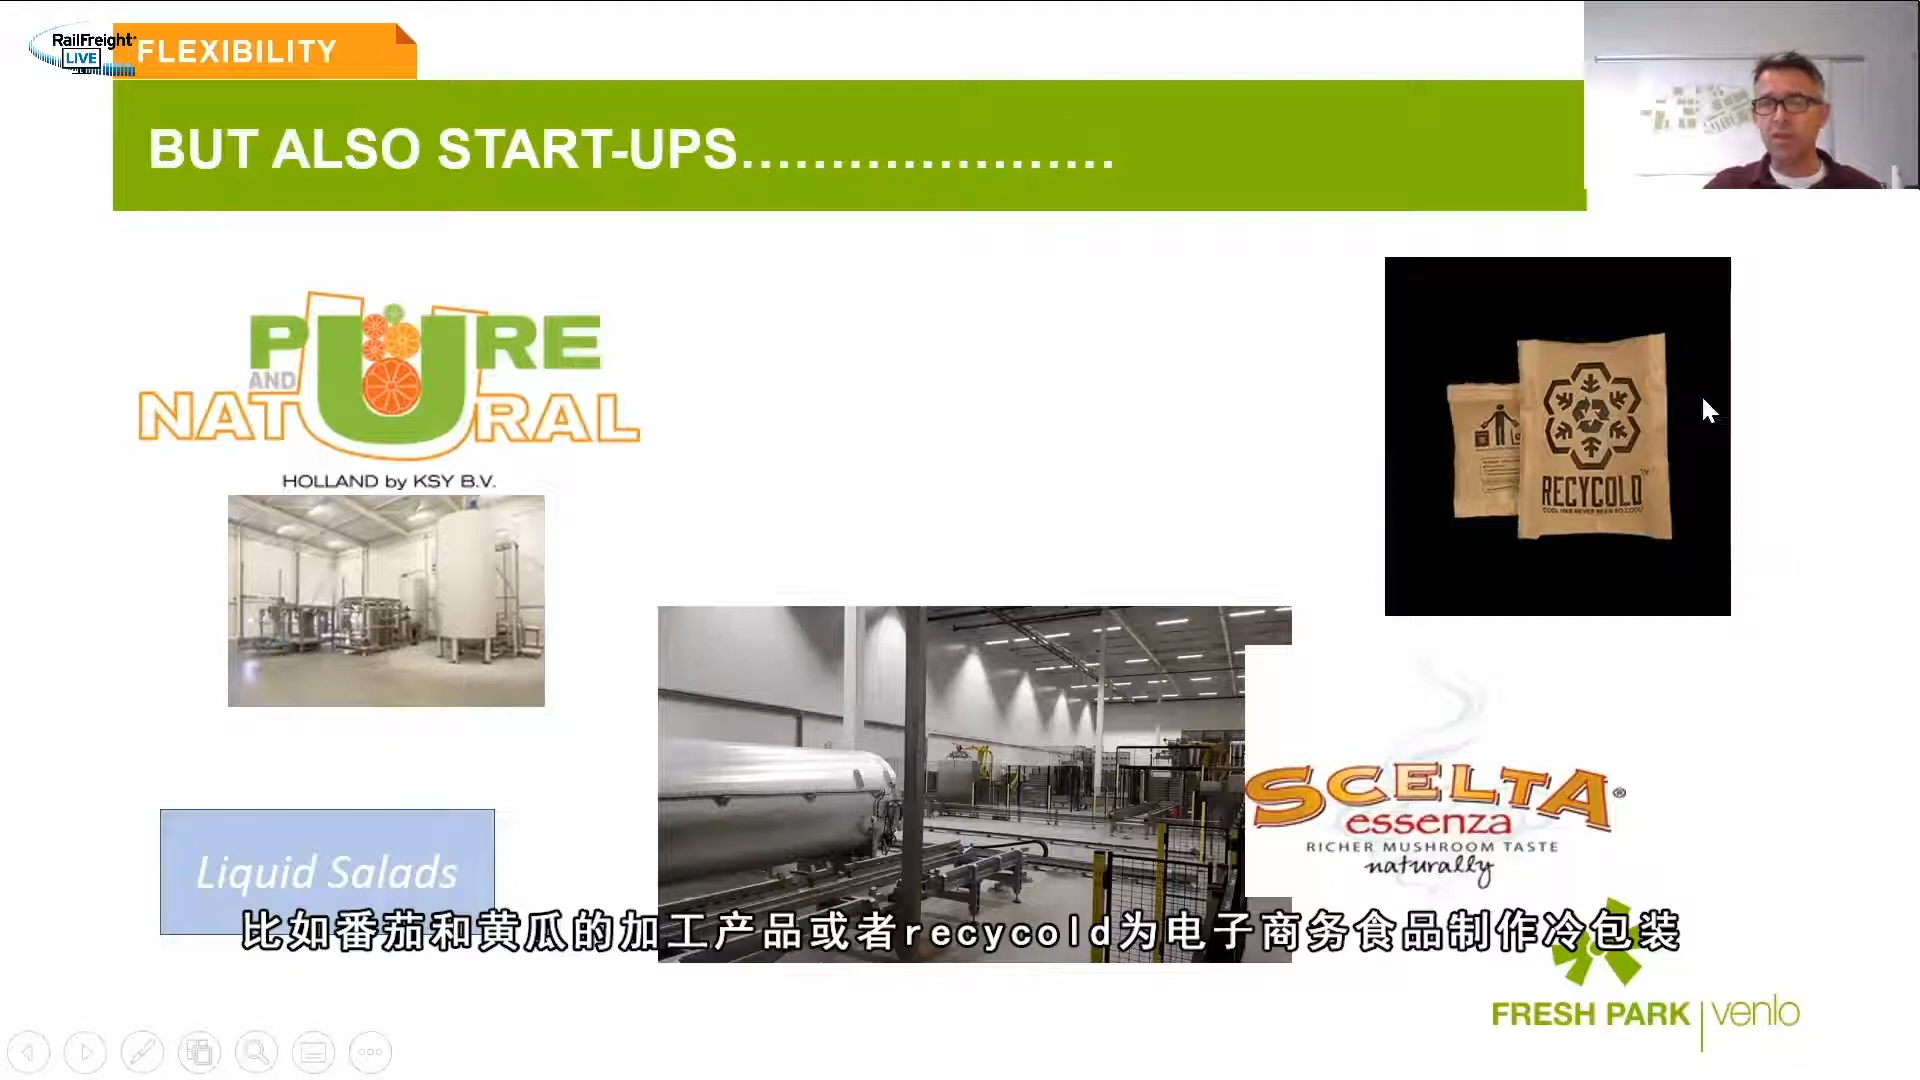 RailFreight
LIVE
FLEXIBILITY
BUT ALSO START-UPS.....................
PURE
AND
NATURAL
HOLLAND by KSY B.V.
RECYCOLD
TM
COOL HAS NEVER BEEN SO COOL!
SCELTA®
essenza
RICHER MUSHROOM TASTE
naturally
Liquid Salads
比如番茄和黄瓜的加工产品或者recycold为电子商务食品制作冷包装
FRESH PARK venlo